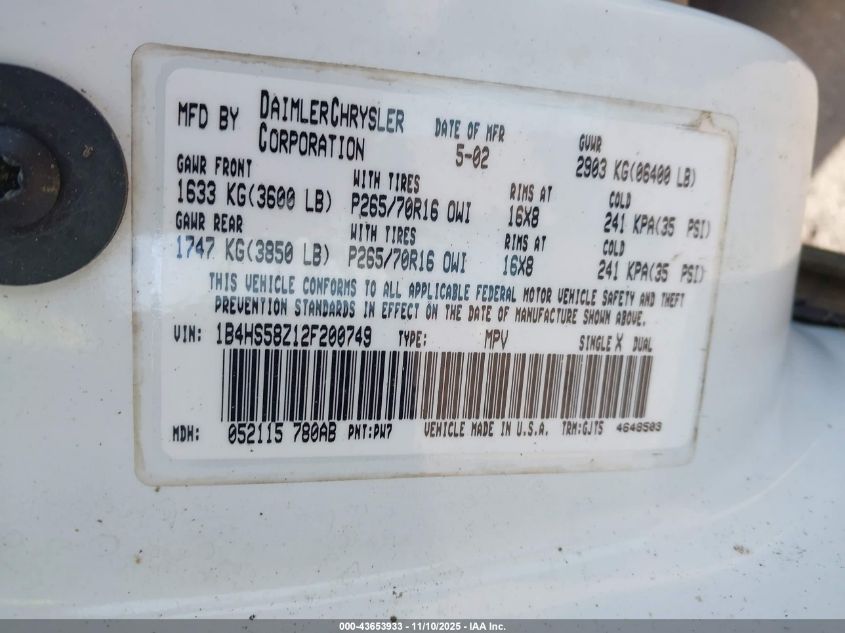 MFD BY DAIMLERCHRYSLER CORPORATION DATE OF MFR 5-02 GVWR 2903 KG(06400 LB)
GAWR FRONT WITH TIRES RIMS AT COLD
1633 KG(3600 LB) P265/70R16 OWI 16X8 241 KPA(35 PSI)
GAWR REAR WITH TIRES RIMS AT COLD
1747 KG(3850 LB) P265/70R16 OWI 16X8 241 KPA(35 PSI)
THIS VEHICLE CONFORMS TO ALL APPLICABLE FEDERAL MOTOR VEHICLE SAFETY AND THEFT
PREVENTION STANDARDS IN EFFECT ON THE DATE OF MANUFACTURE SHOWN ABOVE.
VIN: 1B4HS58Z12F200749 TYPE: MPV SINGLE X DUAL
MDH: 052115 780AB PNT:PW7 VEHICLE MADE IN U.S.A. TRM:GJT5 4648503
000-43653933 - 11/10/2025 - IAA Inc.